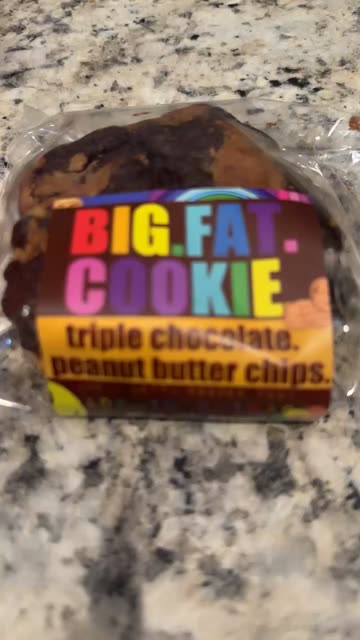 BIG.FAT.
COOKIE
triple chocolate.
peanut butter chips.